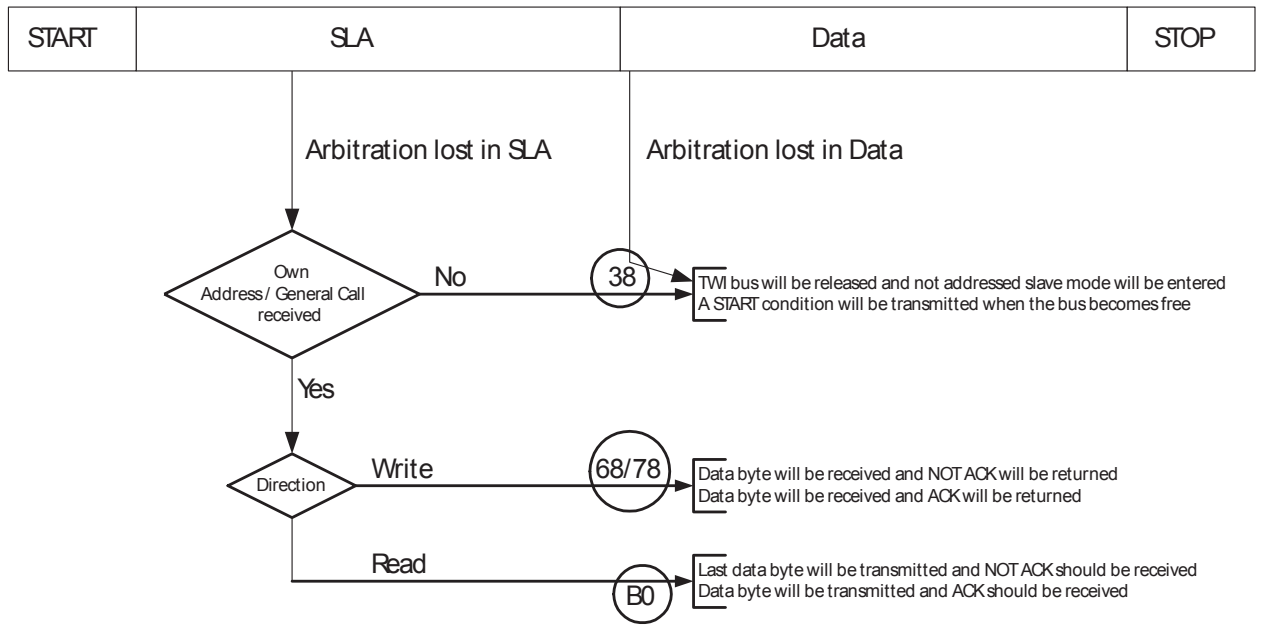 START SLA Data STOP
Arbitration lost in SLA Arbitration lost in Data
Own
Address / General Call
received
No
38
TWI bus will be released and not addressed slave mode will be entered
A START condition will be transmitted when the bus becomes free
Yes
Direction
Write
68/78
Data byte will be received and NOT ACK will be returned
Data byte will be received and ACK will be returned
Read
B0
Last data byte will be transmitted and NOT ACK should be received
Data byte will be transmitted and ACK should be received